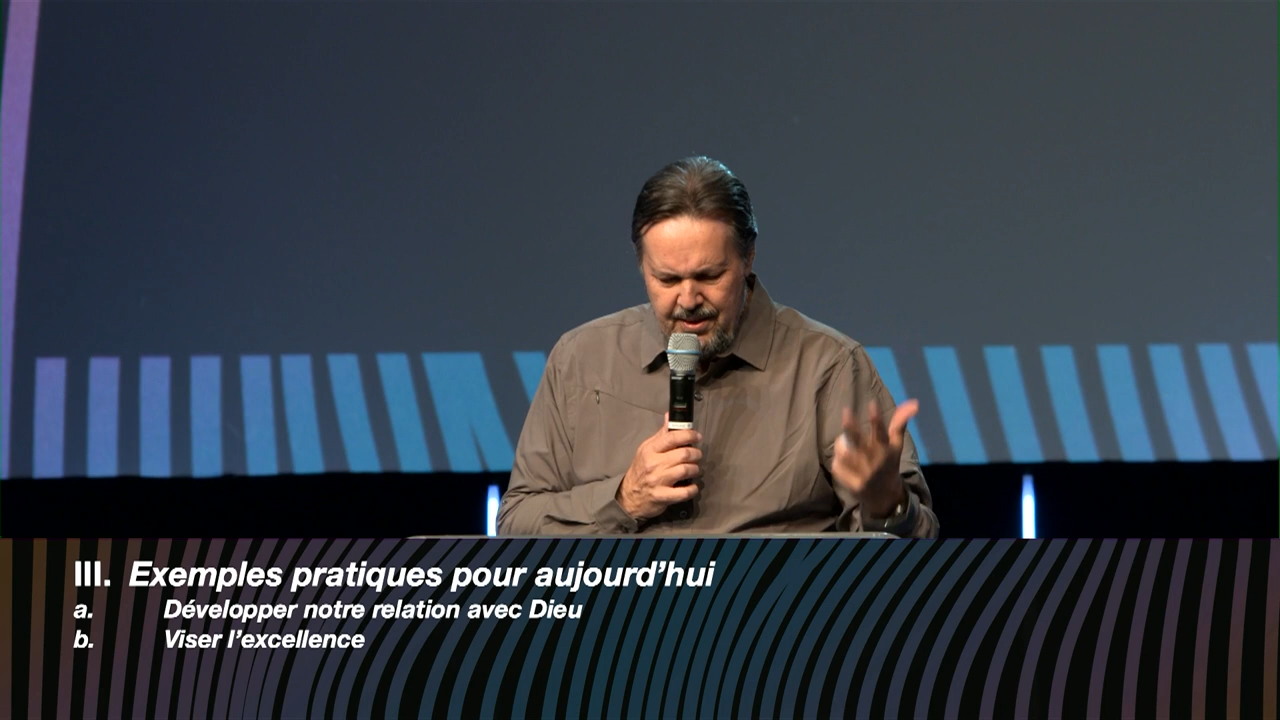 III. Exemples pratiques pour aujourd’hui
a. Développer notre relation avec Dieu
b. Viser l’excellence